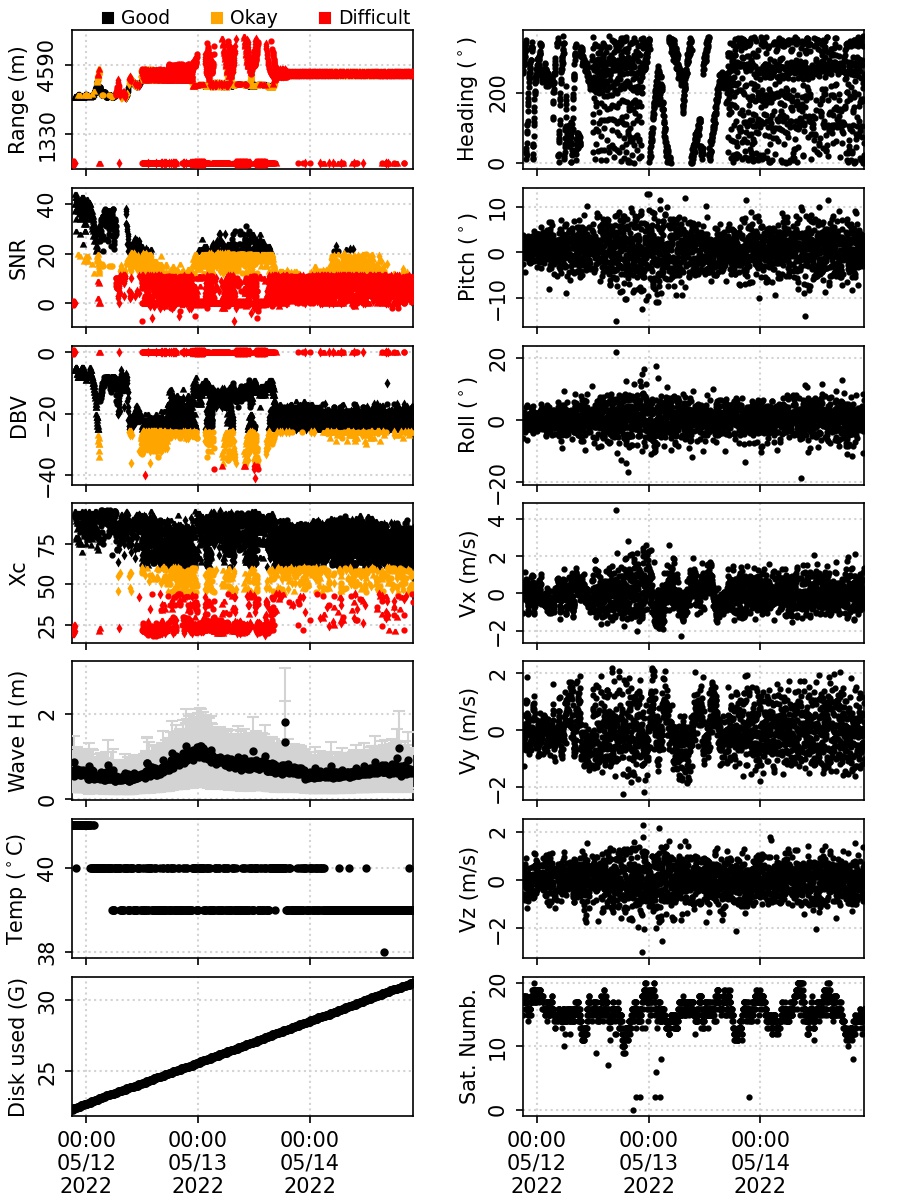 Good Okay Difficult
Range (m)
4590
1330
Heading (°)
200
0
SNR
40
20
0
Pitch (°)
10
0
−10
DBV
0
−20
−40
Roll (°)
20
0
−20
Xc
75
50
25
Vx (m/s)
4
2
0
−2
Wave H (m)
2
0
Vy (m/s)
2
0
−2
Temp (°C)
40
38
Vz (m/s)
2
0
−2
Disk used (G)
30
25
Sat. Numb.
20
10
0
00:00 00:00 00:00
05/12 05/13 05/14
2022 2022 2022
00:00 00:00 00:00
05/12 05/13 05/14
2022 2022 2022